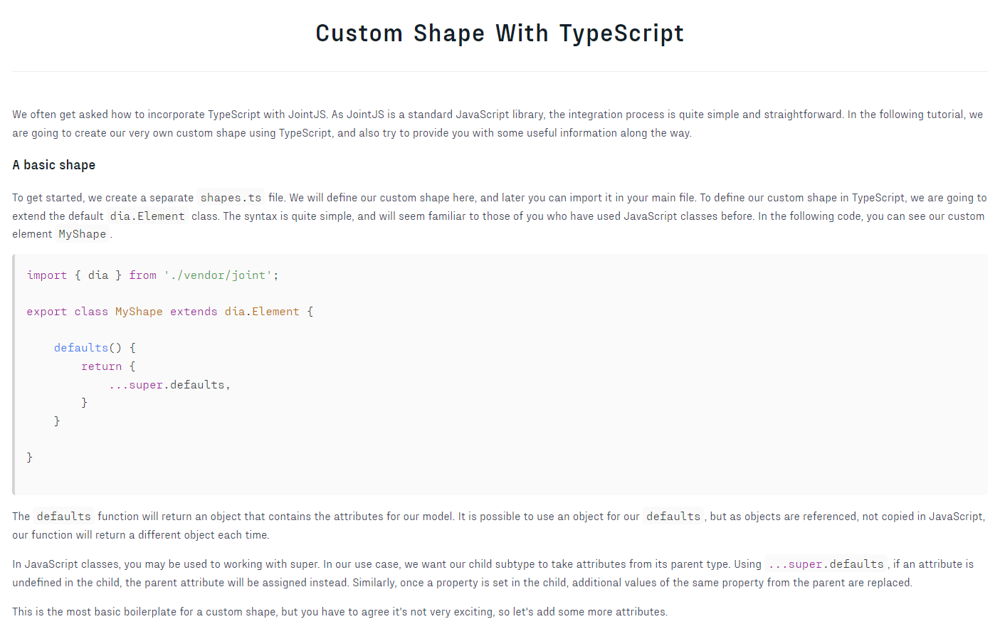 Custom Shape With TypeScript
We often get asked how to incorporate TypeScript with JointJS. As JointJS is a standard JavaScript library, the integration process is quite simple and straightforward. In the following tutorial, we
are going to create our very own custom shape using TypeScript, and also try to provide you with some useful information along the way.
A basic shape
To get started, we create a separate shapes.ts file. We will define our custom shape here, and later you can import it in your main file. To define our custom shape in TypeScript, we are going to
extend the default dia.Element class. The syntax is quite simple, and will seem familiar to those of you who have used JavaScript classes before. In the following code, you can see our custom
element MyShape.
import { dia } from './vendor/joint';
export class MyShape extends dia.Element {
    defaults() {
        return {
            ...super.defaults,
        }
    }
}
The defaults function will return an object that contains the attributes for our model. It is possible to use an object for our defaults, but as objects are referenced, not copied in JavaScript,
our function will return a different object each time.
In JavaScript classes, you may be used to working with super. In our use case, we want our child subtype to take attributes from its parent type. Using ...super.defaults, if an attribute is
undefined in the child, the parent attribute will be assigned instead. Similarly, once a property is set in the child, additional values of the same property from the parent are replaced.
This is the most basic boilerplate for a custom shape, but you have to agree it's not very exciting, so let's add some more attributes.